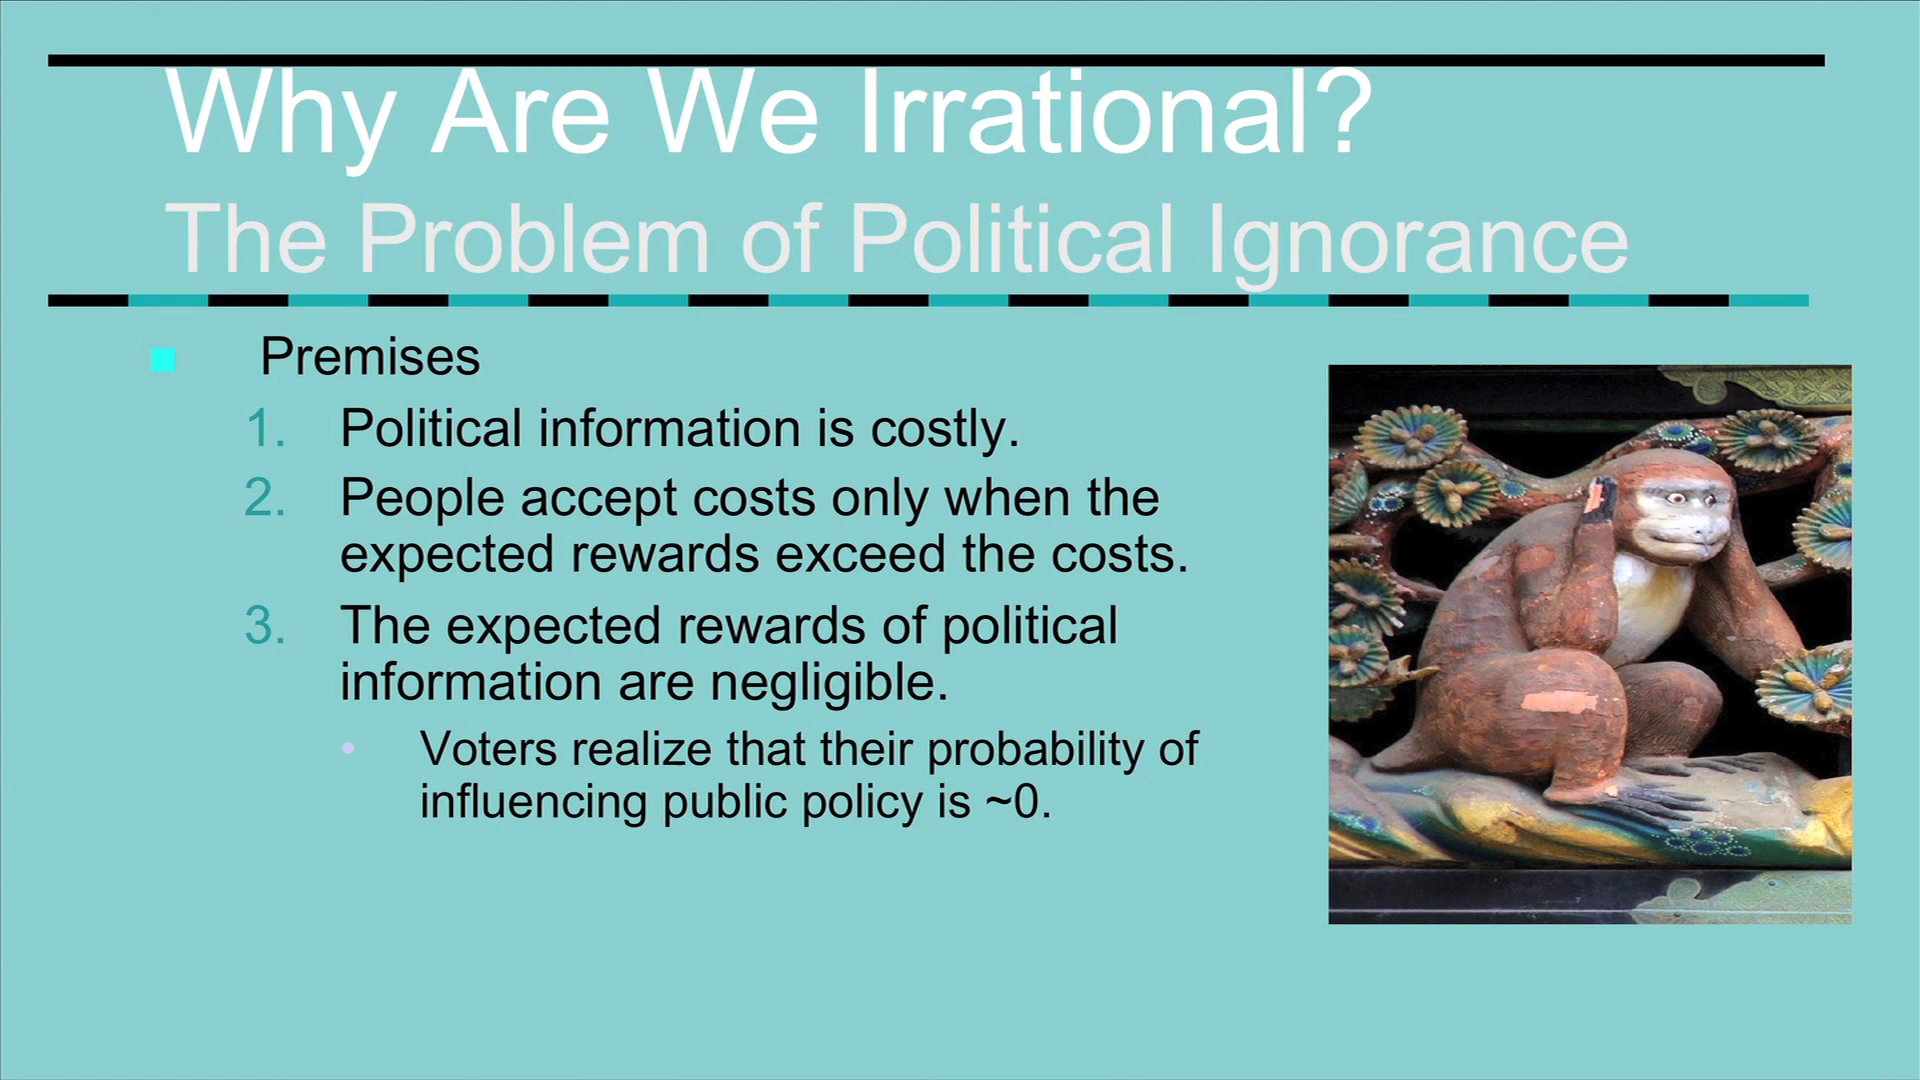 Why Are We Irrational?
The Problem of Political Ignorance
Premises
1. Political information is costly.
2. People accept costs only when the
expected rewards exceed the costs.
3. The expected rewards of political
information are negligible.
• Voters realize that their probability of
influencing public policy is ~0.